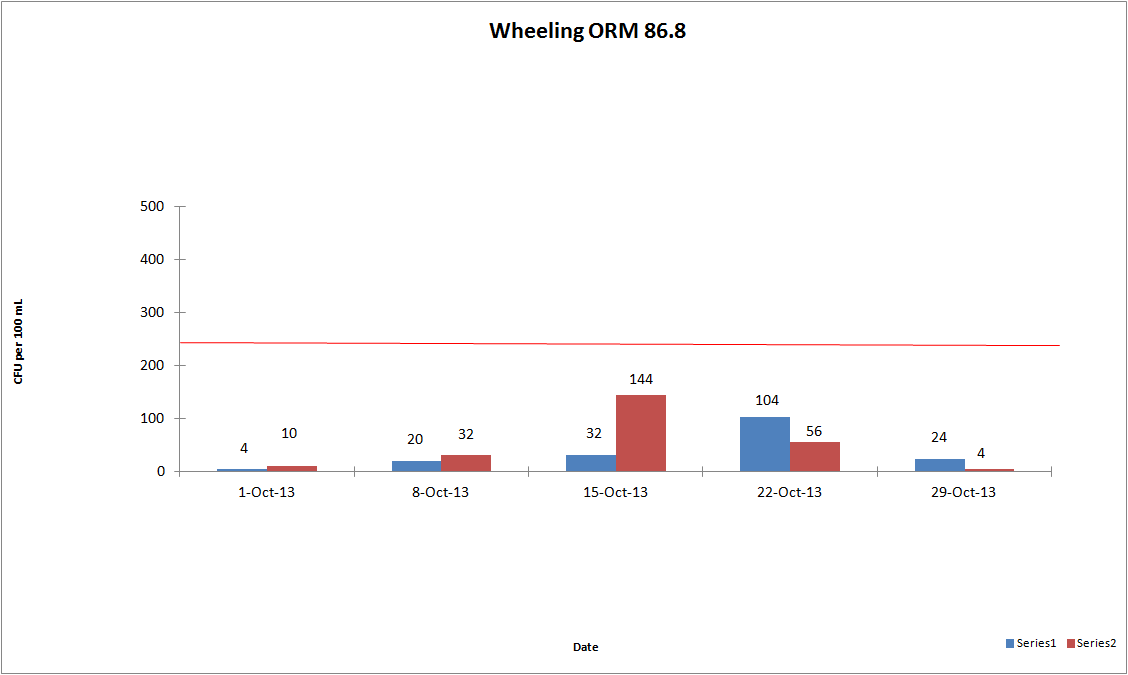 Wheeling ORM 86.8
500
400
300
200
100
0
CFU per 100 mL
4
10
20
32
32
144
104
56
24
4
1-Oct-13
8-Oct-13
15-Oct-13
22-Oct-13
29-Oct-13
Date
Series1
Series2